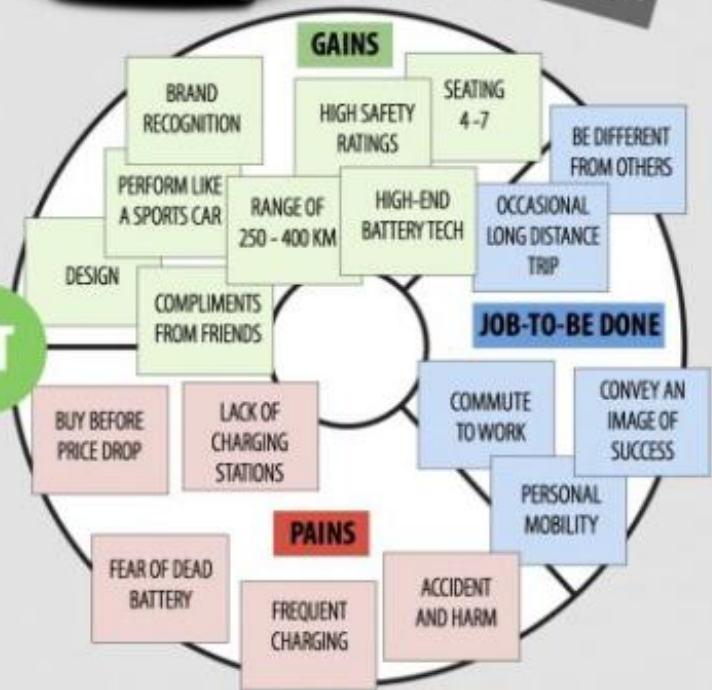 GAINS
BRAND
RECOGNITION
HIGH SAFETY
RATINGS
SEATING
4 -7
PERFORM LIKE
A SPORTS CAR
RANGE OF
250 – 400 KM
HIGH-END
BATTERY TECH
DESIGN
COMPLIMENTS
FROM FRIENDS
BE DIFFERENT
FROM OTHERS
OCCASIONAL
LONG DISTANCE
TRIP
JOB-TO-BE DONE
COMMUTE
TO WORK
CONVEY AN
IMAGE OF
SUCCESS
PERSONAL
MOBILITY
T
BUY BEFORE
PRICE DROP
LACK OF
CHARGING
STATIONS
PAINS
FEAR OF DEAD
BATTERY
FREQUENT
CHARGING
ACCIDENT
AND HARM